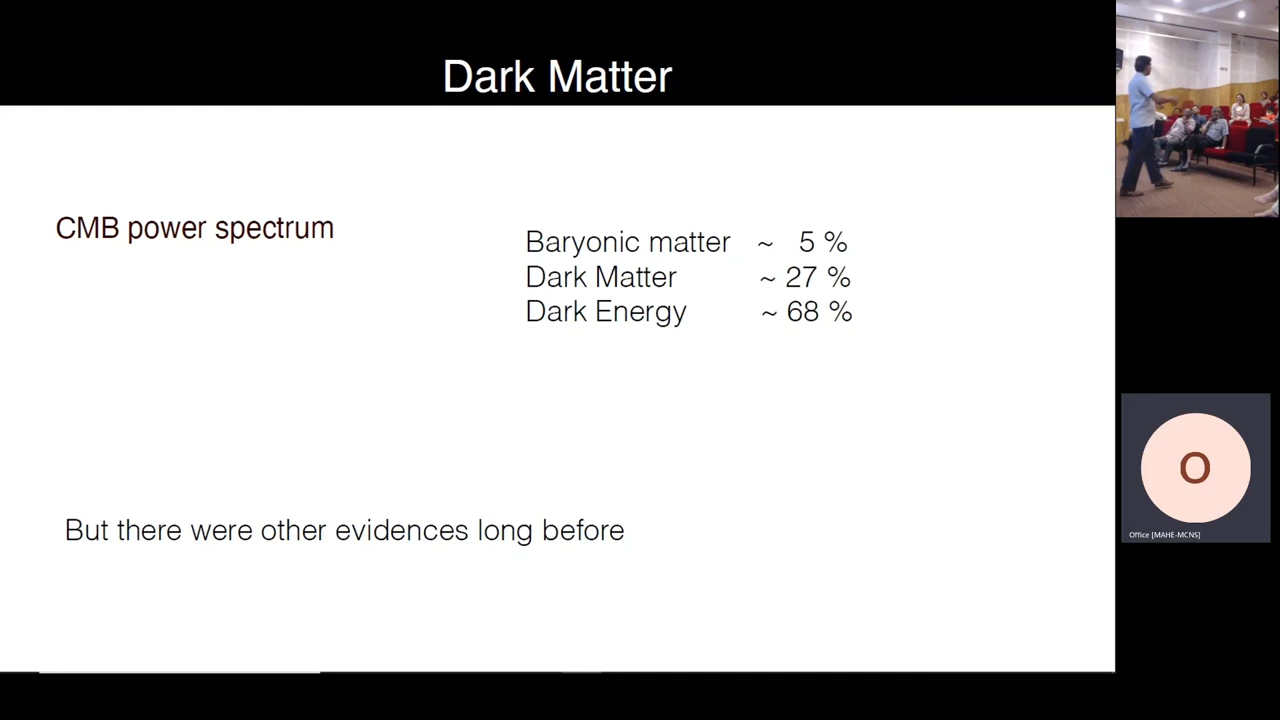 Dark Matter
CMB power spectrum
Baryonic matter ~ 5 %
Dark Matter ~ 27 %
Dark Energy ~ 68 %
But there were other evidences long before
O
Office [MAHE-MCNS]